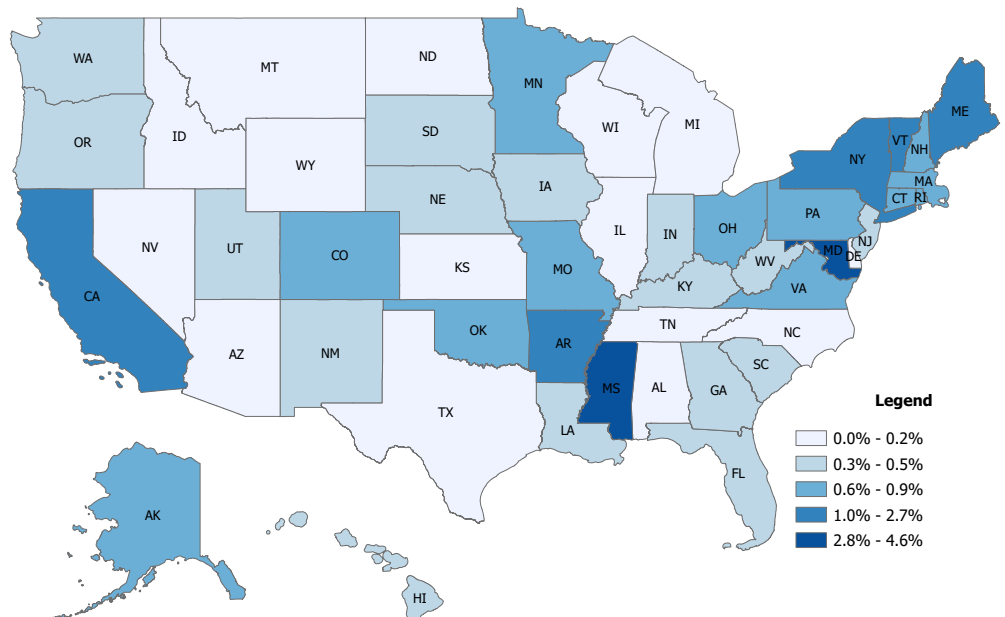 WA
MT
ND
MN
ME
OR
ID
SD
WI
MI
VT
NH
NY
WY
MA
CT
RI
IA
NE
PA
NV
UT
CO
IL
IN
OH
NJ
MD
DE
KS
MO
WV
VA
CA
KY
OK
AR
TN
NC
AZ
NM
SC
MS
AL
GA
TX
LA
FL
AK
HI
Legend
0.0% - 0.2%
0.3% - 0.5%
0.6% - 0.9%
1.0% - 2.7%
2.8% - 4.6%